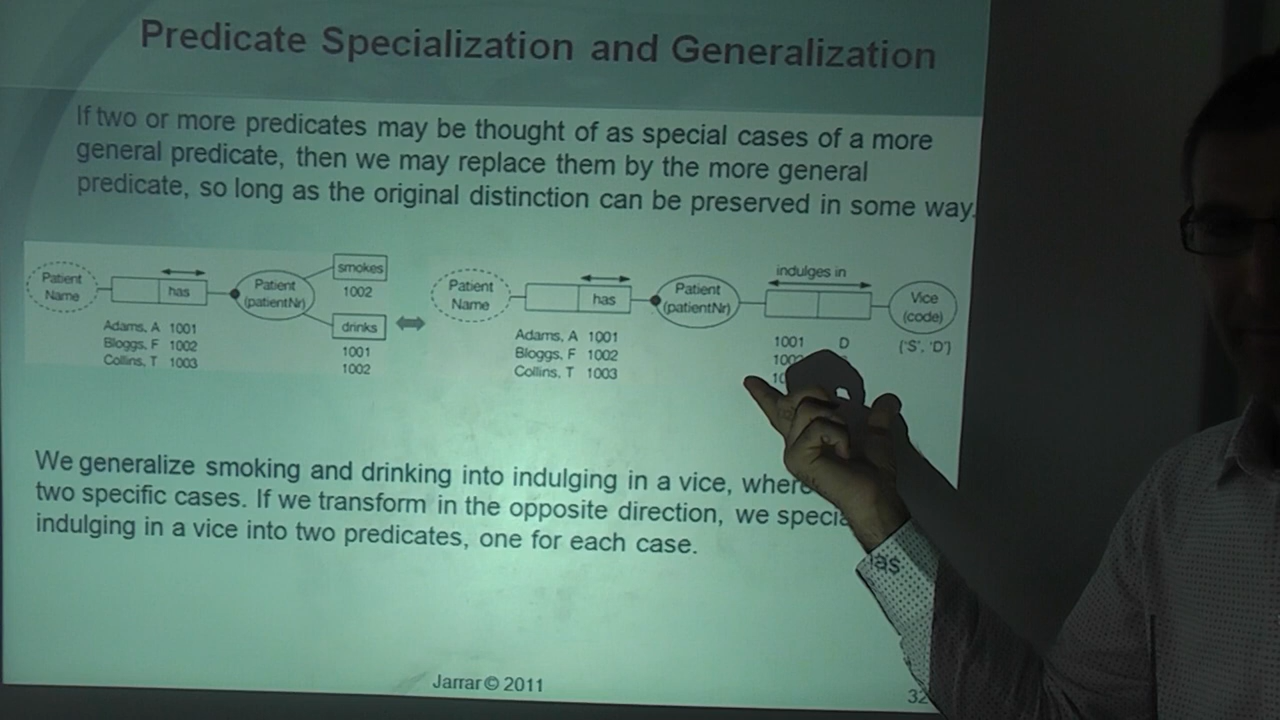 Predicate Specialization and Generalization
If two or more predicates may be thought of as special cases of a more
general predicate, then we may replace them by the more general
predicate, so long as the original distinction can be preserved in some way.
Patient
Name
has
Patient
(patientNr)
smokes
1002
drinks
1001
1002
Adams, A 1001
Bloggs, F 1002
Collins, T 1003
Patient
Name
has
Patient
(patientNr)
indulges in
Vice
(code)
{'S', 'D'}
Adams, A 1001
Bloggs, F 1002
Collins, T 1003
1001 D
We generalize smoking and drinking into indulging in a vice, where
two specific cases. If we transform in the opposite direction, we
indulging in a vice into two predicates, one for each case.
Jarrar © 2011
32